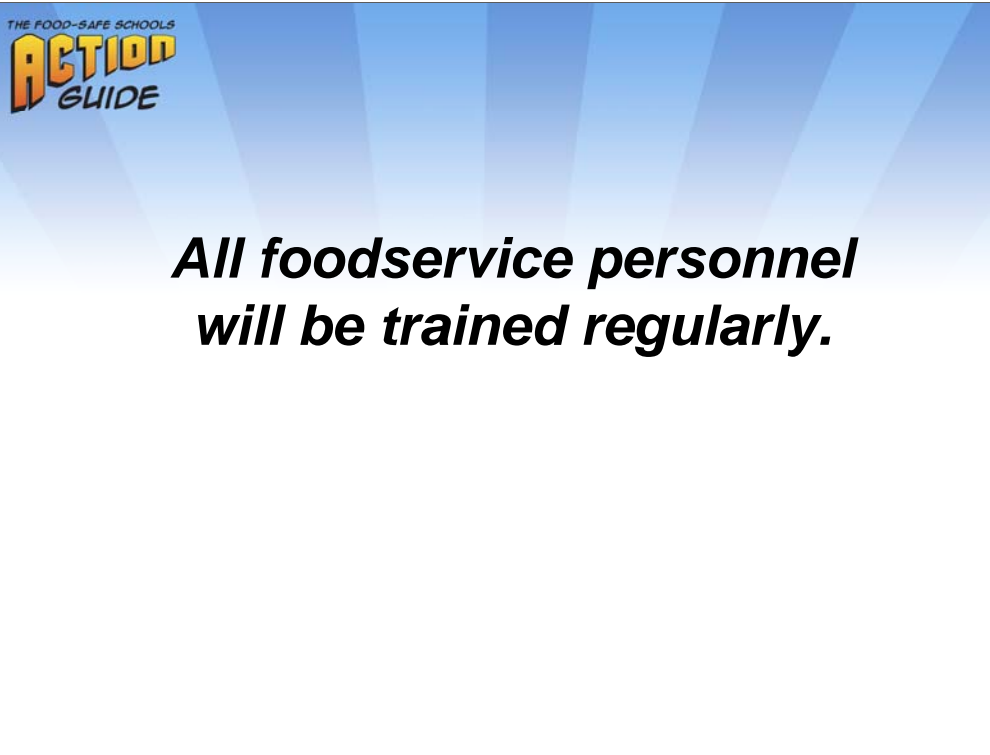 THE FOOD-SAFE SCHOOLS
ACTION
GUIDE
All foodservice personnel
will be trained regularly.